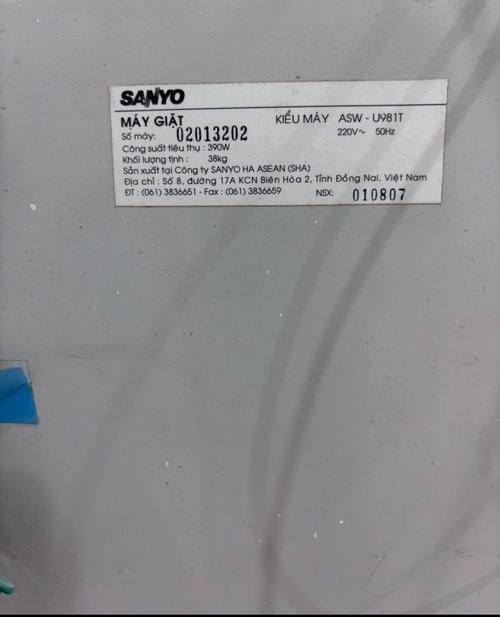 SANYO
MÁY GIẶT KIỂU MÁY ASW - U981T
Số máy: 02013202 220V~ 50Hz
Công suất tiêu thụ : 390W
Khối lượng tịnh : 38kg
Sản xuất tại Công ty SANYO HA ASEAN (SHA)
Địa chỉ : Số 8, đường 17A KCN Biên Hòa 2, Tỉnh Đồng Nai, Việt Nam
ĐT : (061) 3836651 - Fax : (061) 3836659 NSX: 010807